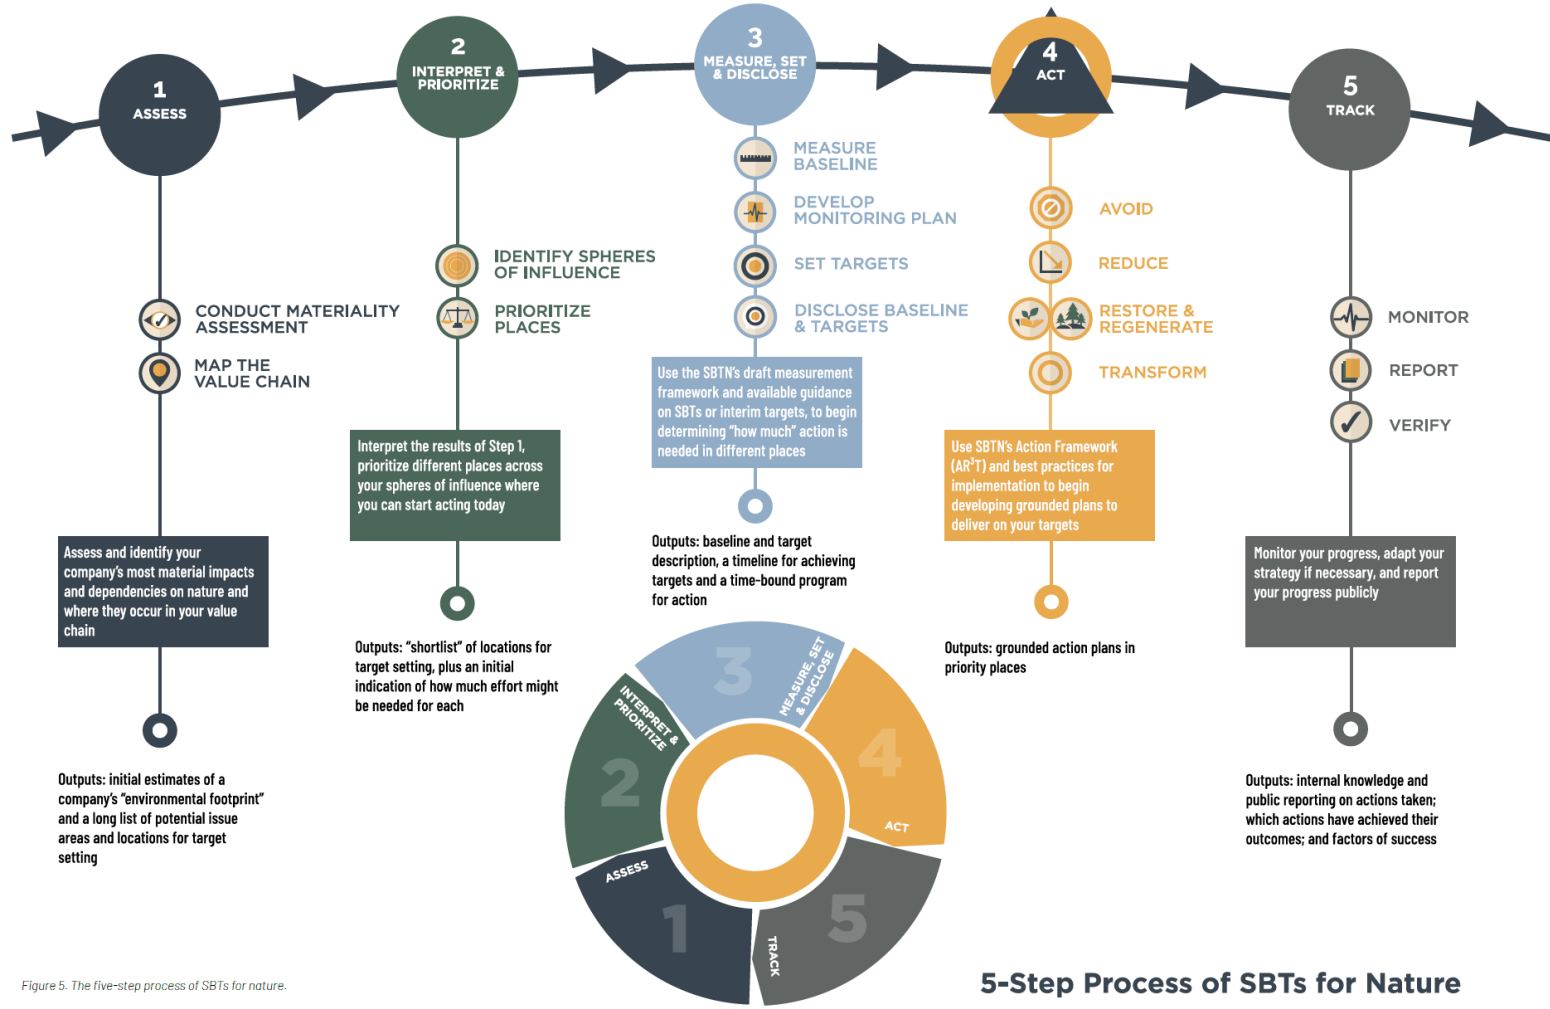 1
ASSESS
CONDUCT MATERIALITY
ASSESSMENT
MAP THE
VALUE CHAIN
Assess and identify your
company's most material impacts
and dependencies on nature and
where they occur in your value
chain
Outputs: initial estimates of a
company's "environmental footprint"
and a long list of potential issue
areas and locations for target
setting
2
INTERPRET &
PRIORITIZE
IDENTIFY SPHERES
OF INFLUENCE
PRIORITIZE
PLACES
Interpret the results of Step 1,
prioritize different places across
your spheres of influence where
you can start acting today
Outputs: "shortlist" of locations for
target setting, plus an initial
indication of how much effort might
be needed for each
3
MEASURE, SET
& DISCLOSE
MEASURE
BASELINE
DEVELOP
MONITORING PLAN
SET TARGETS
DISCLOSE BASELINE
& TARGETS
Use the SBTN's draft measurement
framework and available guidance
on SBTs or interim targets, to begin
determining "how much" action is
needed in different places
Outputs: baseline and target
description, a timeline for achieving
targets and a time-bound program
for action
4
ACT
AVOID
REDUCE
RESTORE &
REGENERATE
TRANSFORM
Use SBTN's Action Framework
(AR³T) and best practices for
implementation to begin
developing grounded plans to
deliver on your targets
Outputs: grounded action plans in
priority places
5
TRACK
MONITOR
REPORT
VERIFY
Monitor your progress, adapt your
strategy if necessary, and report
your progress publicly
Outputs: internal knowledge and
public reporting on actions taken;
which actions have achieved their
outcomes; and factors of success
1
ASSESS
2
INTERPRET &
PRIORITIZE
3
MEASURE, SET
& DISCLOSE
4
ACT
5
TRACK
Figure 5. The five-step process of SBTs for nature.
5-Step Process of SBTs for Nature